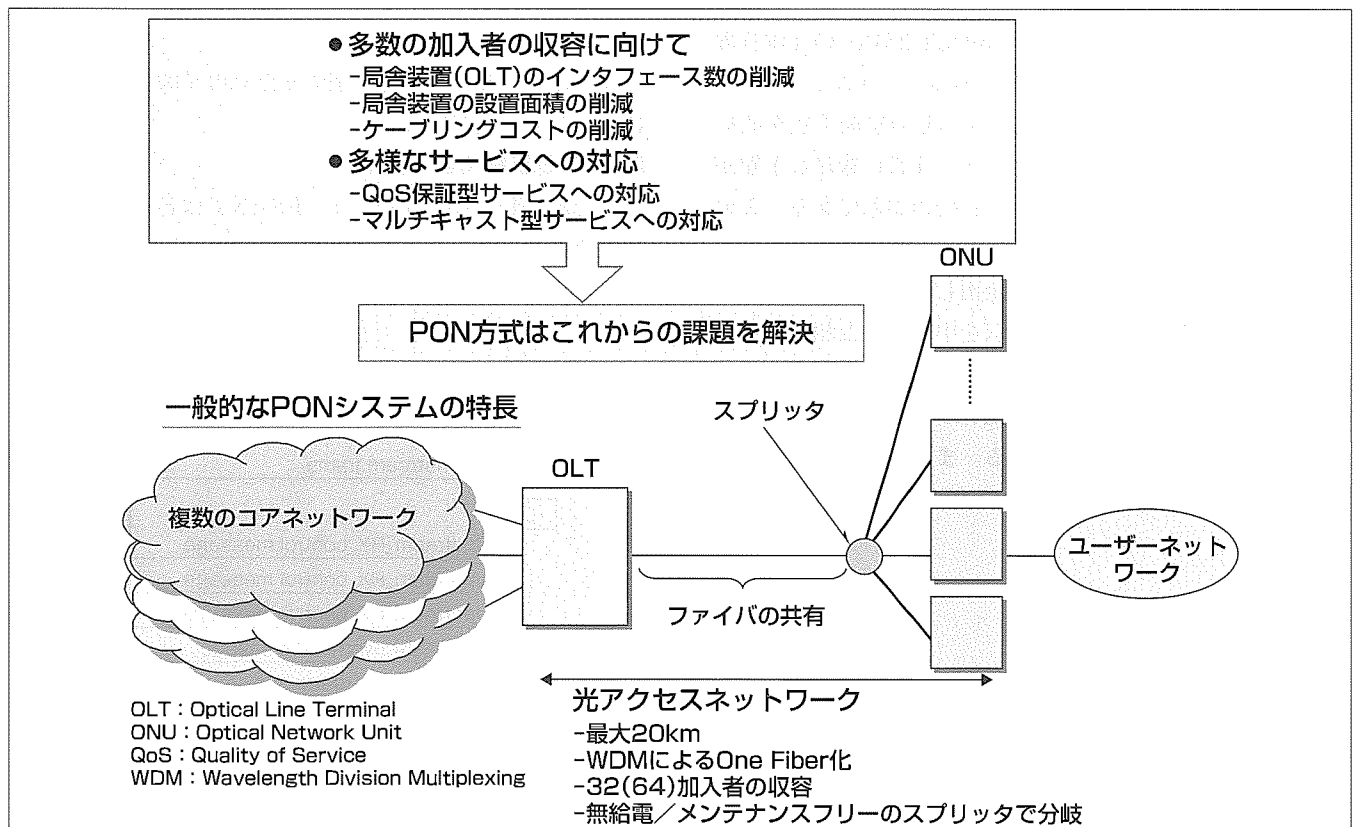 ●多数の加入者の収容に向けて
-局舎装置(OLT)のインタフェース数の削減
-局舎装置の設置面積の削減
-ケーブリングコストの削減
●多様なサービスへの対応
-QoS保証型サービスへの対応
-マルチキャスト型サービスへの対応
PON方式はこれからの課題を解決
一般的なPONシステムの特長
複数のコアネットワーク
OLT
スプリッタ
ONU
ファイバの共有
ユーザーネット
ワーク
光アクセスネットワーク
-最大20km
-WDMによるOne Fiber化
-32(64)加入者の収容
-無給電／メンテナンスフリーのスプリッタで分岐
OLT：Optical Line Terminal
ONU：Optical Network Unit
QoS：Quality of Service
WDM：Wavelength Division Multiplexing